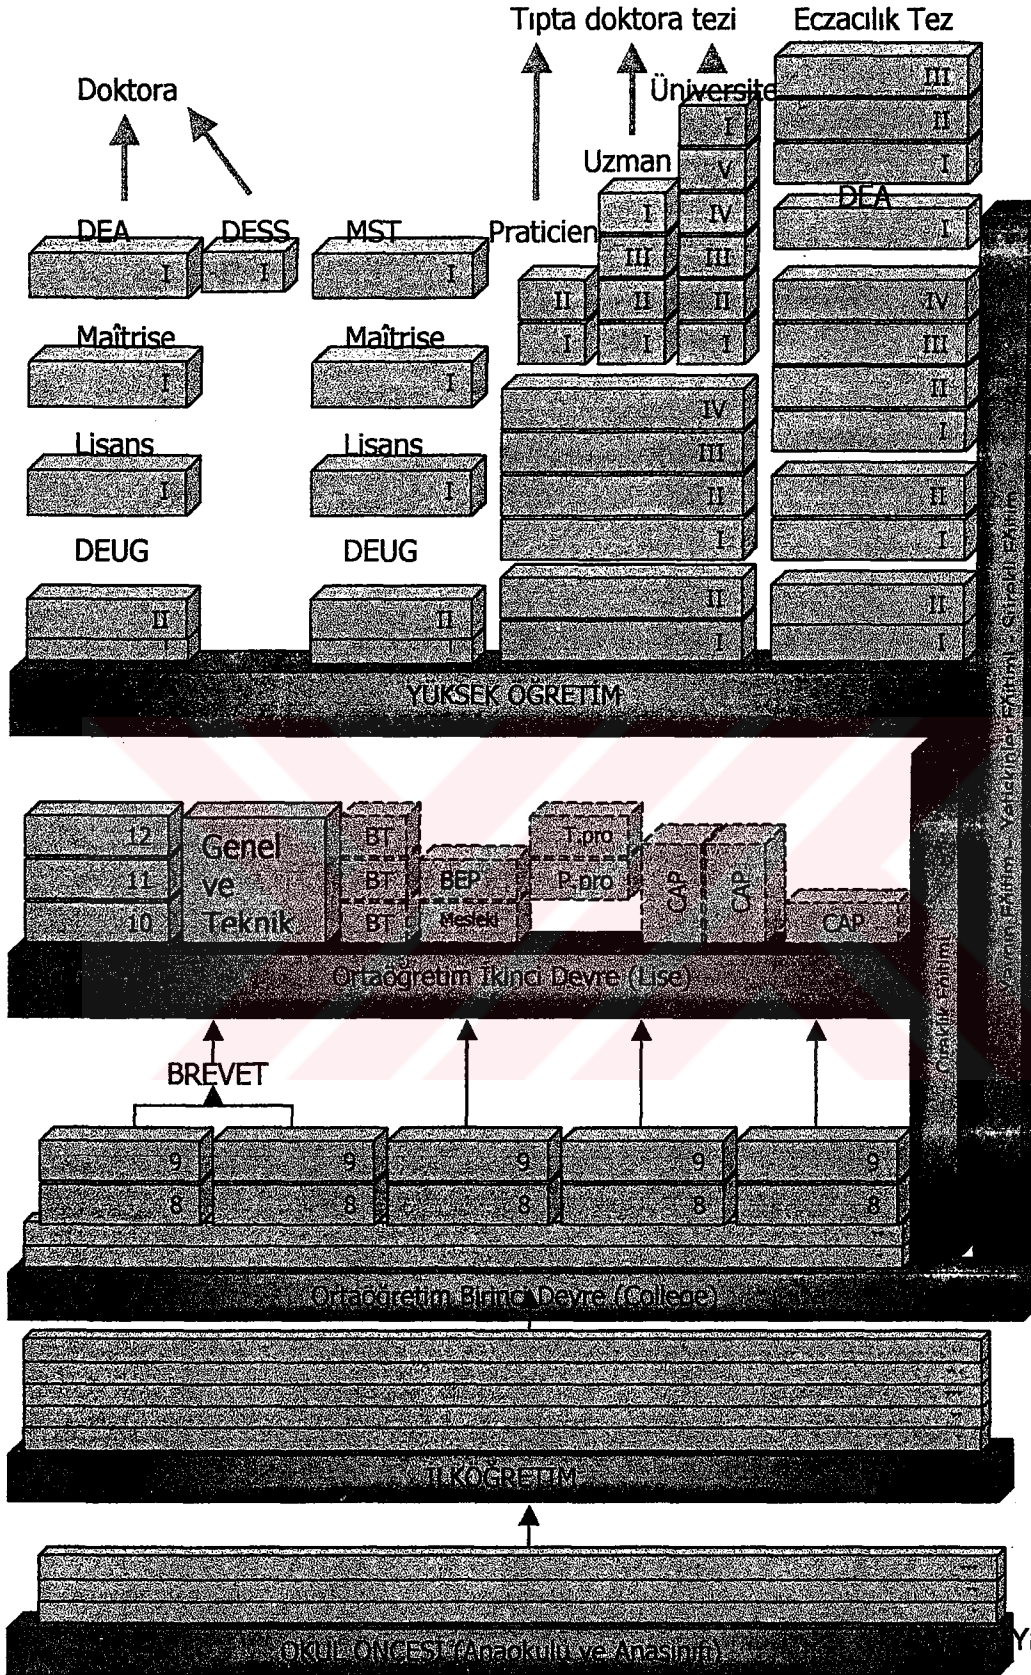 Tıpta doktora tezi
Eczacılık Tez
III
II
I
DEA
I
IV
III
II
I
II
I
II
I
Doktora
Üniversite
I
V
IV
III
II
I
Uzman
I
III
II
I
Praticien
II
I
IV
III
II
I
II
I
DEA
I
DESS
I
MST
I
Maîtrise
I
Maîtrise
I
Lisans
I
Lisans
I
DEUG
II
I
DEUG
II
YÜKSEK ÖĞRETİM
12
11
10
Genel
ve
Teknik
BT
BT
BT
BEP
Mesleki
T.pro
P.pro
CAP
CAP
CAP
Ortaöğretim İkinci Devre (Lise)
BREVET
9
8
9
8
9
8
9
8
9
8
Ortaöğretim Birinci Devre (College)
İLKÖĞRETİM
OKUL ÖNCESİ (Anaokulu ve Anasınıfı)